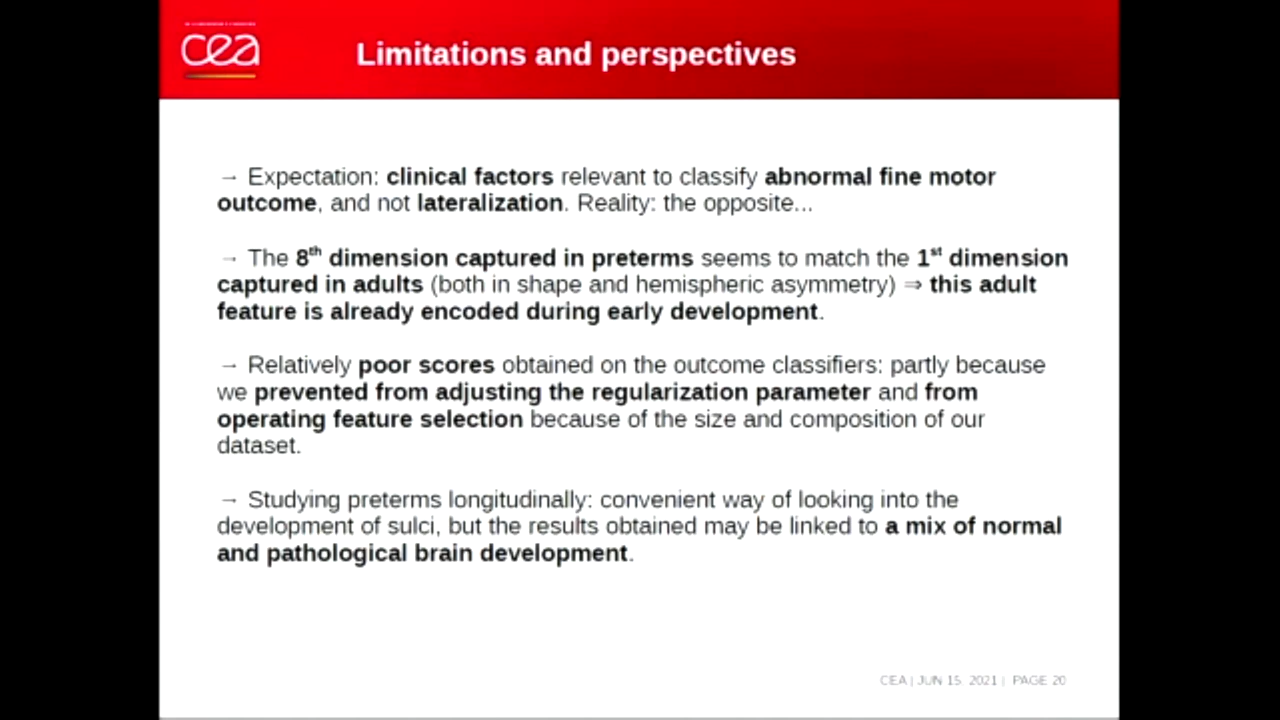 cea
Limitations and perspectives
→ Expectation: clinical factors relevant to classify abnormal fine motor
outcome, and not lateralization. Reality: the opposite...
→ The 8th dimension captured in preterms seems to match the 1st dimension
captured in adults (both in shape and hemispheric asymmetry) ⇒ this adult
feature is already encoded during early development.
→ Relatively poor scores obtained on the outcome classifiers: partly because
we prevented from adjusting the regularization parameter and from
operating feature selection because of the size and composition of our
dataset.
→ Studying preterms longitudinally: convenient way of looking into the
development of sulci, but the results obtained may be linked to a mix of normal
and pathological brain development.
CEA | JUN 15. 2021 | PAGE 20